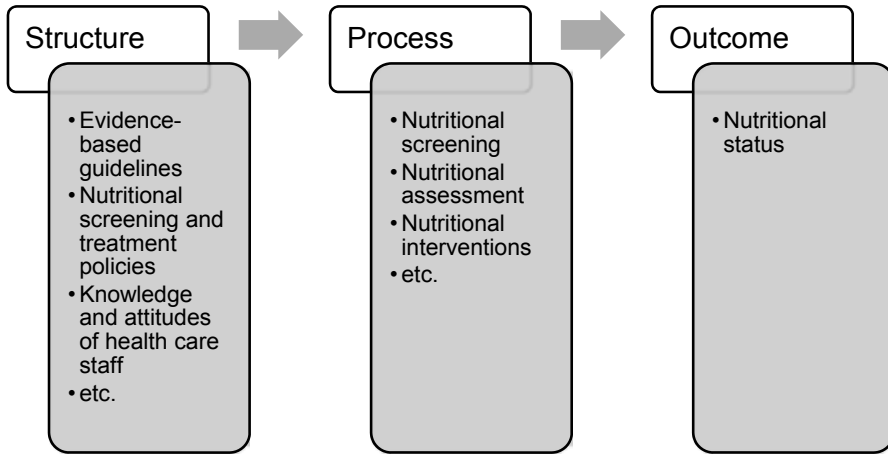 Structure
• Evidence-
based
guidelines
• Nutritional
screening and
treatment
policies
• Knowledge
and attitudes
of health care
staff
• etc.
Process
• Nutritional
screening
• Nutritional
assessment
• Nutritional
interventions
• etc.
Outcome
• Nutritional
status